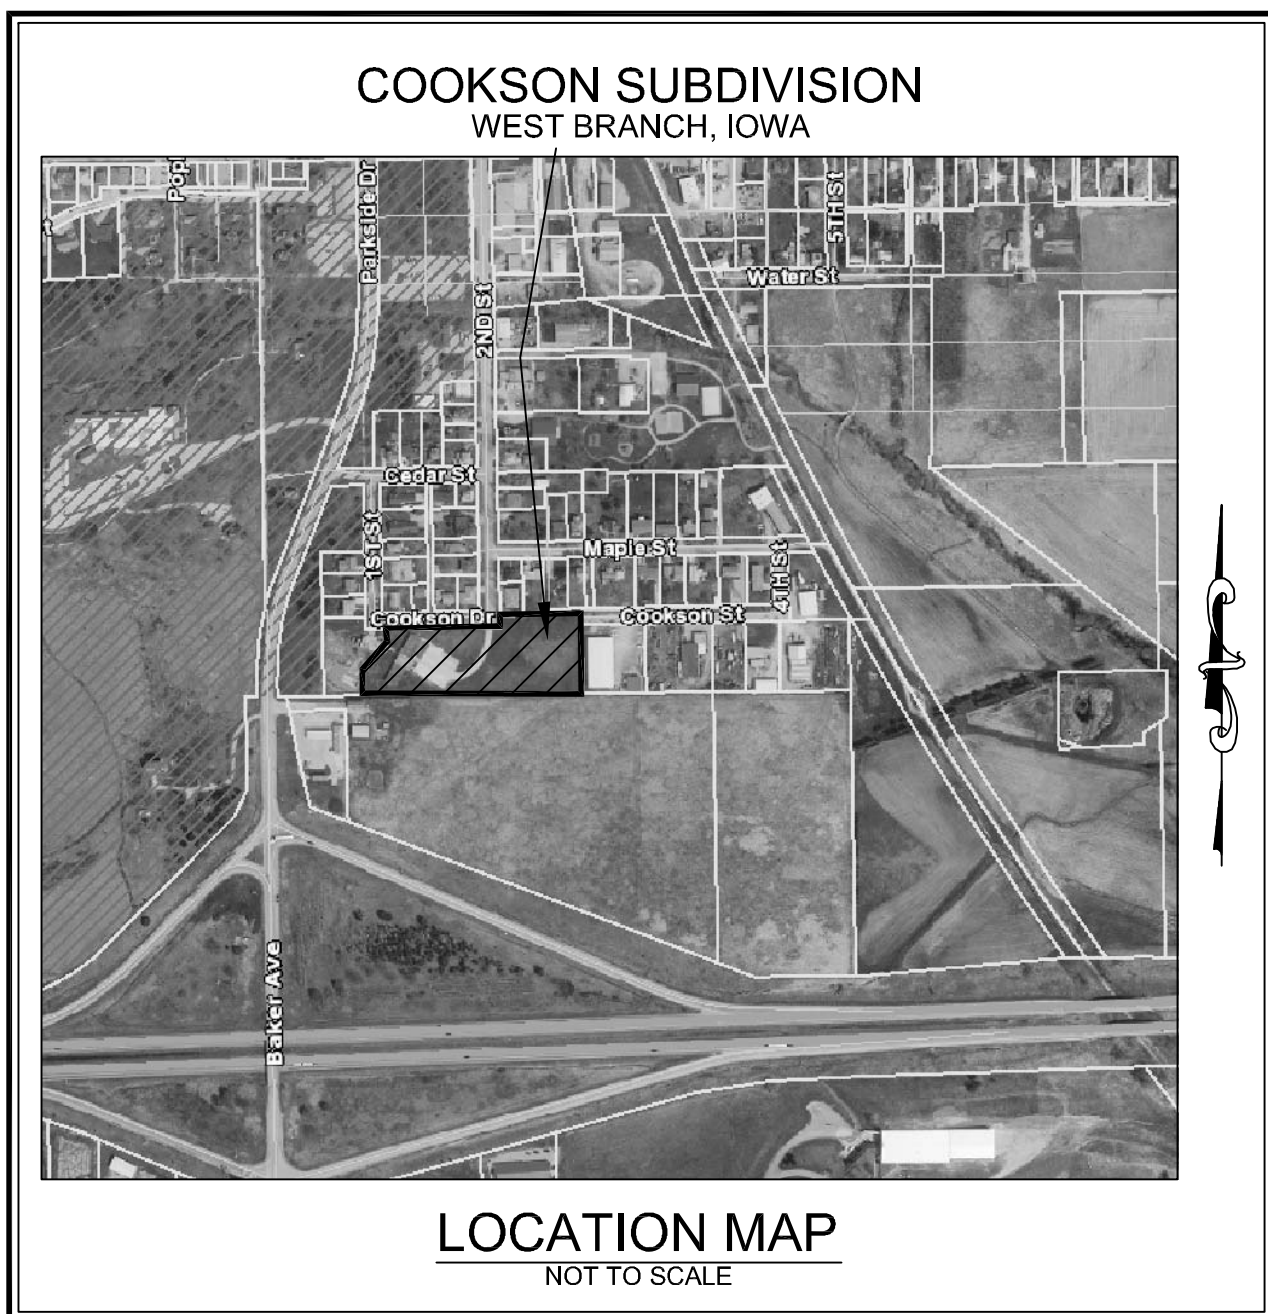 COOKSON SUBDIVISION
WEST BRANCH, IOWA
Popl
Parkside Dr
5TH St
t
Water St
2ND St
Cedar St
1ST St
Maple St
4TH St
Cookson Dr
Cookson St
Baker Ave
LOCATION MAP
NOT TO SCALE